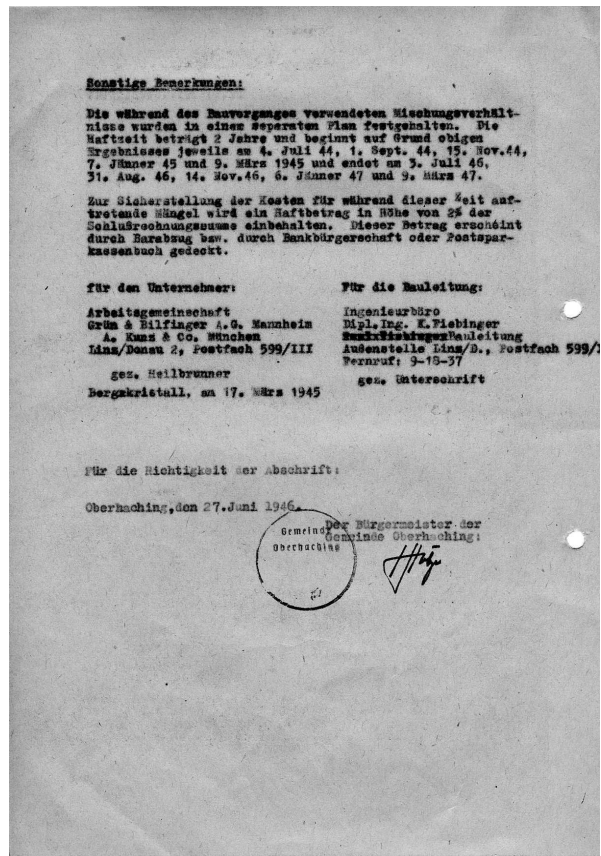 Sonstige Bemerkungen:
Die während des Bauvorganges verwendeten Mischungsverhält-
nisse wurden in einem separaten Plan festgehalten. Die
Haftzeit beträgt 2 Jahre und beginnt auf Grund obigen
Ergebnisses jeweils am 4. Juli 44, 1. Sept. 44, 15. Nov.44,
7. Jänner 45 und 9. März 1945 und endet am 3. Juli 46,
31. Aug. 46, 14. Nov.46, 6. Jänner 47 und 9. März 47.
Zur Sicherstellung der Kosten für während dieser Zeit auf-
tretende Mängel wird ein Haftbetrag in Höhe von 2% der
Schlußrechnungssumme einbehalten. Dieser Betrag erscheint
durch Barabzug bzw. durch Bankbürgerschaft oder Postspar-
kassenbuch gedeckt.
für den Unternehmer:
Arbeitsgemeinschaft
Grün & Bilfinger A.G. Mannheim
A. Kunz & Co. München
Linz/Donau 2, Postfach 599/III
gez. Heilbrunner
Bergkristall, am 17. März 1945
Für die Bauleitung:
Ingenieurbüro
Dipl.Ing. K.Fiebinger
Bauleitung
Außenstelle Linz/D., Postfach 599/I
Fernruf: 9-18-37
gez. Unterschrift
Für die Richtigkeit der Abschrift:
Oberhaching,den 27.Juni 1946.
Der Bürgermeister der
Gemeinde Oberhaching:
Gemeinde
Oberhaching